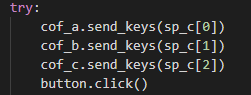 try:
    cof_a.send_keys(sp_c[0])
    cof_b.send_keys(sp_c[1])
    cof_c.send_keys(sp_c[2])
    button.click()